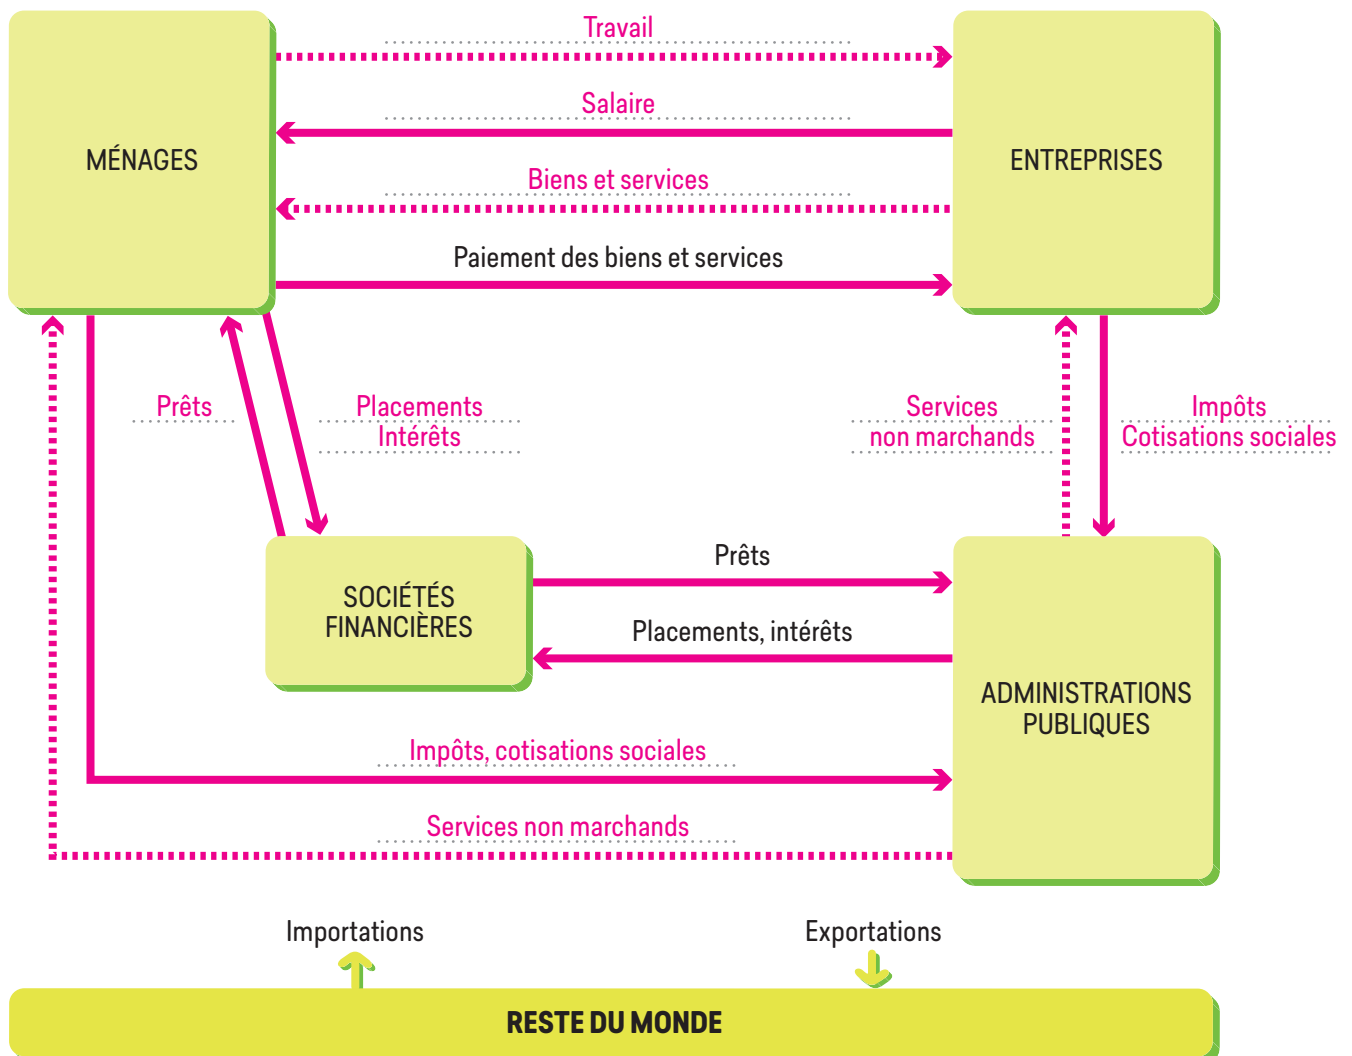 Travail
Salaire
MÉNAGES
ENTREPRISES
Biens et services
Paiement des biens et services
Prêts
Placements
Intérêts
Services
non marchands
Impôts
Cotisations sociales
Prêts
SOCIÉTÉS
FINANCIÈRES
Placements, intérêts
ADMINISTRATIONS
PUBLIQUES
Impôts, cotisations sociales
Services non marchands
Importations
Exportations
RESTE DU MONDE